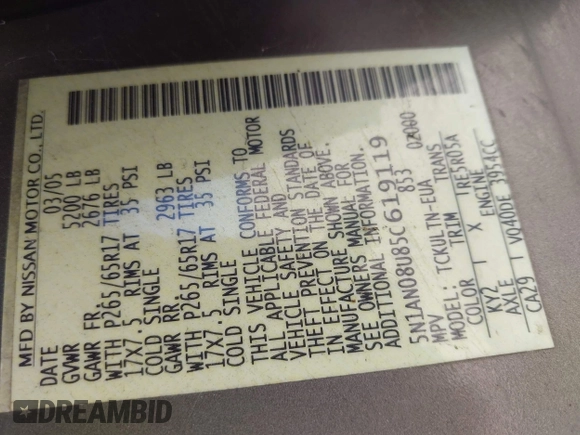 MFD BY NISSAN MOTOR CO., LTD.
DATE 03/05
GVWR 5200 LB
GAWR FR. 2676 LB
WITH P265/65R17 TIRES
17X7.5 RIMS AT 35 PSI
COLD SINGLE
GAWR RR. 2963 LB
WITH P265/65R17 TIRES
17X7.5 RIMS AT 35 PSI
COLD SINGLE
THIS VEHICLE CONFORMS TO
ALL APPLICABLE FEDERAL MOTOR
VEHICLE SAFETY AND
THEFT PREVENTION STANDARDS
IN EFFECT ON THE DATE OF
MANUFACTURE SHOWN ABOVE.
SEE OWNERS MANUAL FOR
ADDITIONAL INFORMATION
5N1AN08U85C619119
MPV 853 02000
MODEL: TCKULTN-EUA
COLOR TRIM TRANS
KY2 X RE5R05A
AXLE ENGINE
CA29 VQ40DE 3954CC
DREAMBID